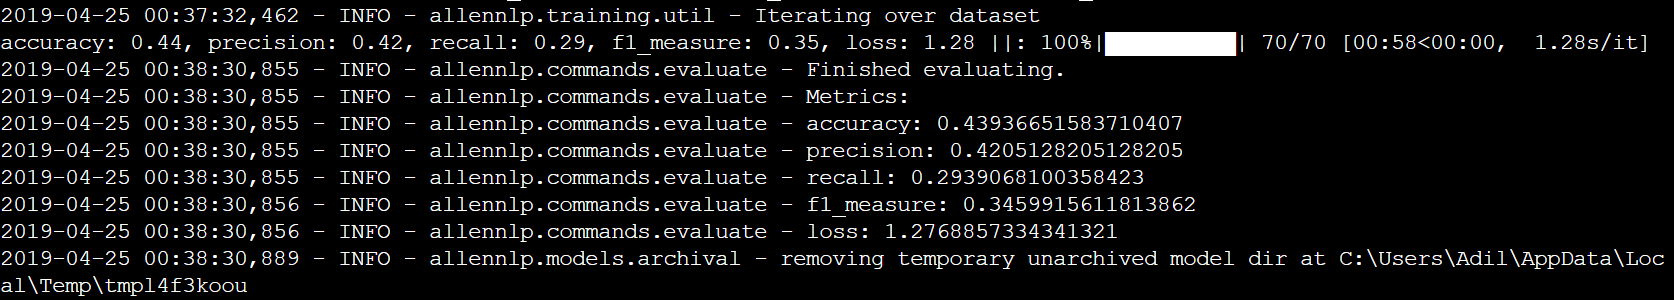 2019-04-25 00:37:32,462 - INFO - allennlp.training.util - Iterating over dataset
accuracy: 0.44, precision: 0.42, recall: 0.29, f1_measure: 0.35, loss: 1.28 ||: 100%|          | 70/70 [00:58<00:00,  1.28s/it]
2019-04-25 00:38:30,855 - INFO - allennlp.commands.evaluate - Finished evaluating.
2019-04-25 00:38:30,855 - INFO - allennlp.commands.evaluate - Metrics:
2019-04-25 00:38:30,855 - INFO - allennlp.commands.evaluate - accuracy: 0.43936651583710407
2019-04-25 00:38:30,855 - INFO - allennlp.commands.evaluate - precision: 0.4205128205128205
2019-04-25 00:38:30,855 - INFO - allennlp.commands.evaluate - recall: 0.2939068100358423
2019-04-25 00:38:30,856 - INFO - allennlp.commands.evaluate - f1_measure: 0.3459915611813862
2019-04-25 00:38:30,856 - INFO - allennlp.commands.evaluate - loss: 1.2768857334341321
2019-04-25 00:38:30,889 - INFO - allennlp.models.archival - removing temporary unarchived model dir at C:\Users\Adil\AppData\Loc
al\Temp\tmpl4f3koou